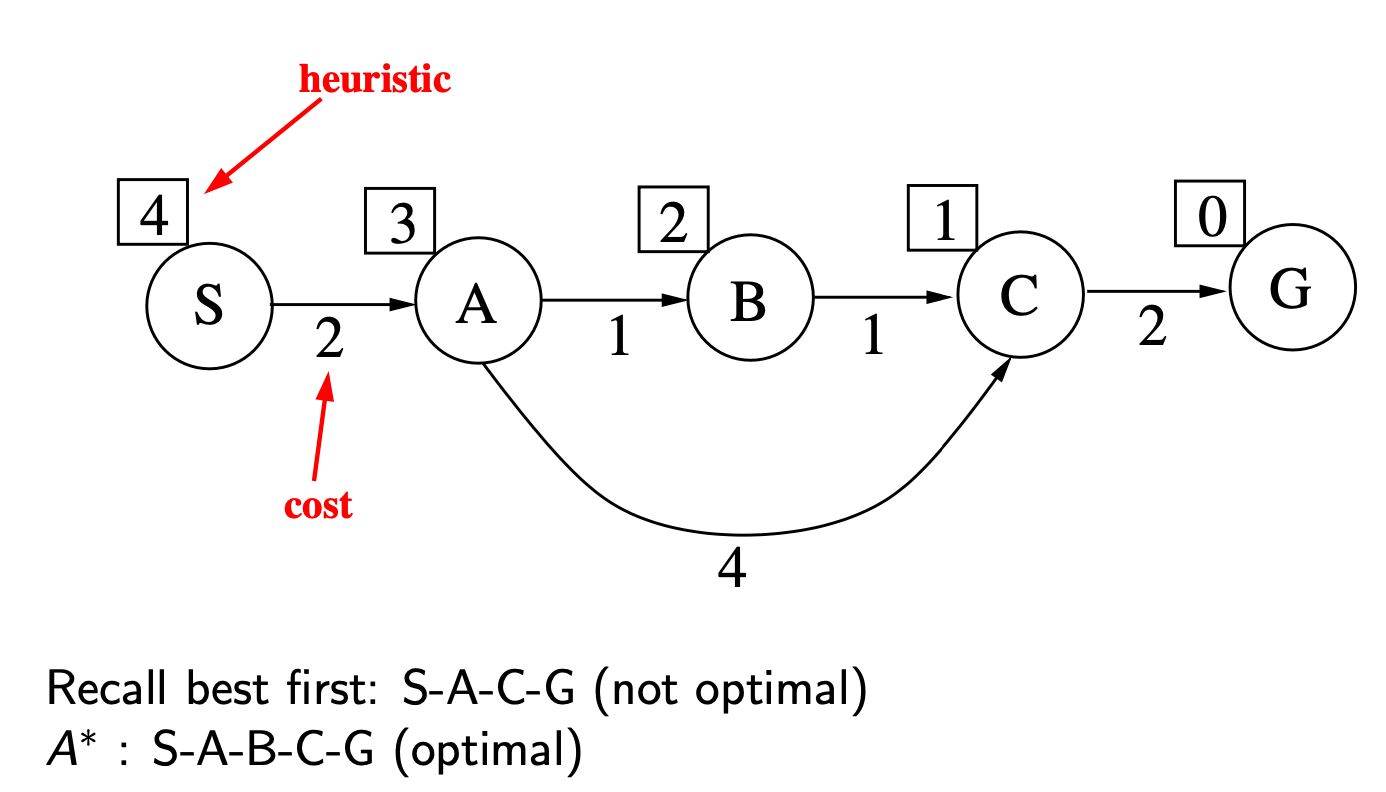 heuristic
4 3 2 1 0
S A B C G
2 1 1 2
cost
4
Recall best first: S-A-C-G (not optimal)
A* : S-A-B-C-G (optimal)